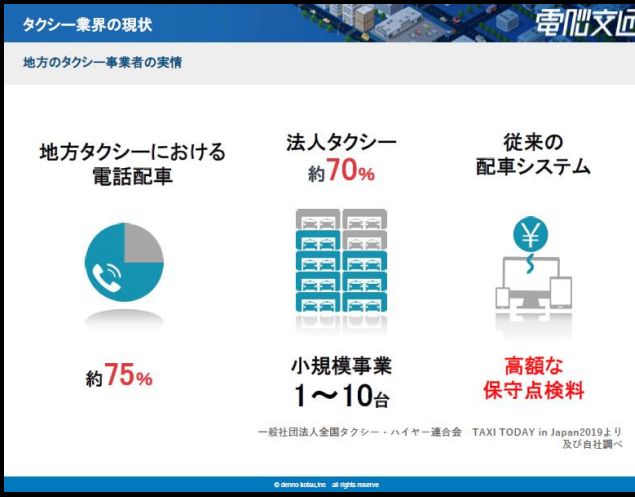 タクシー業界の現状
電脳交通
地方のタクシー事業者の実情
地方タクシーにおける
電話配車
約75%
法人タクシー
約70%
小規模事業
1〜10台
従来の
配車システム
¥
高額な
保守点検料
一般社団法人全国タクシー・ハイヤー連合会 TAXI TODAY in Japan2019より
及び自社調べ
© denno kotsu,inc all rights reserve